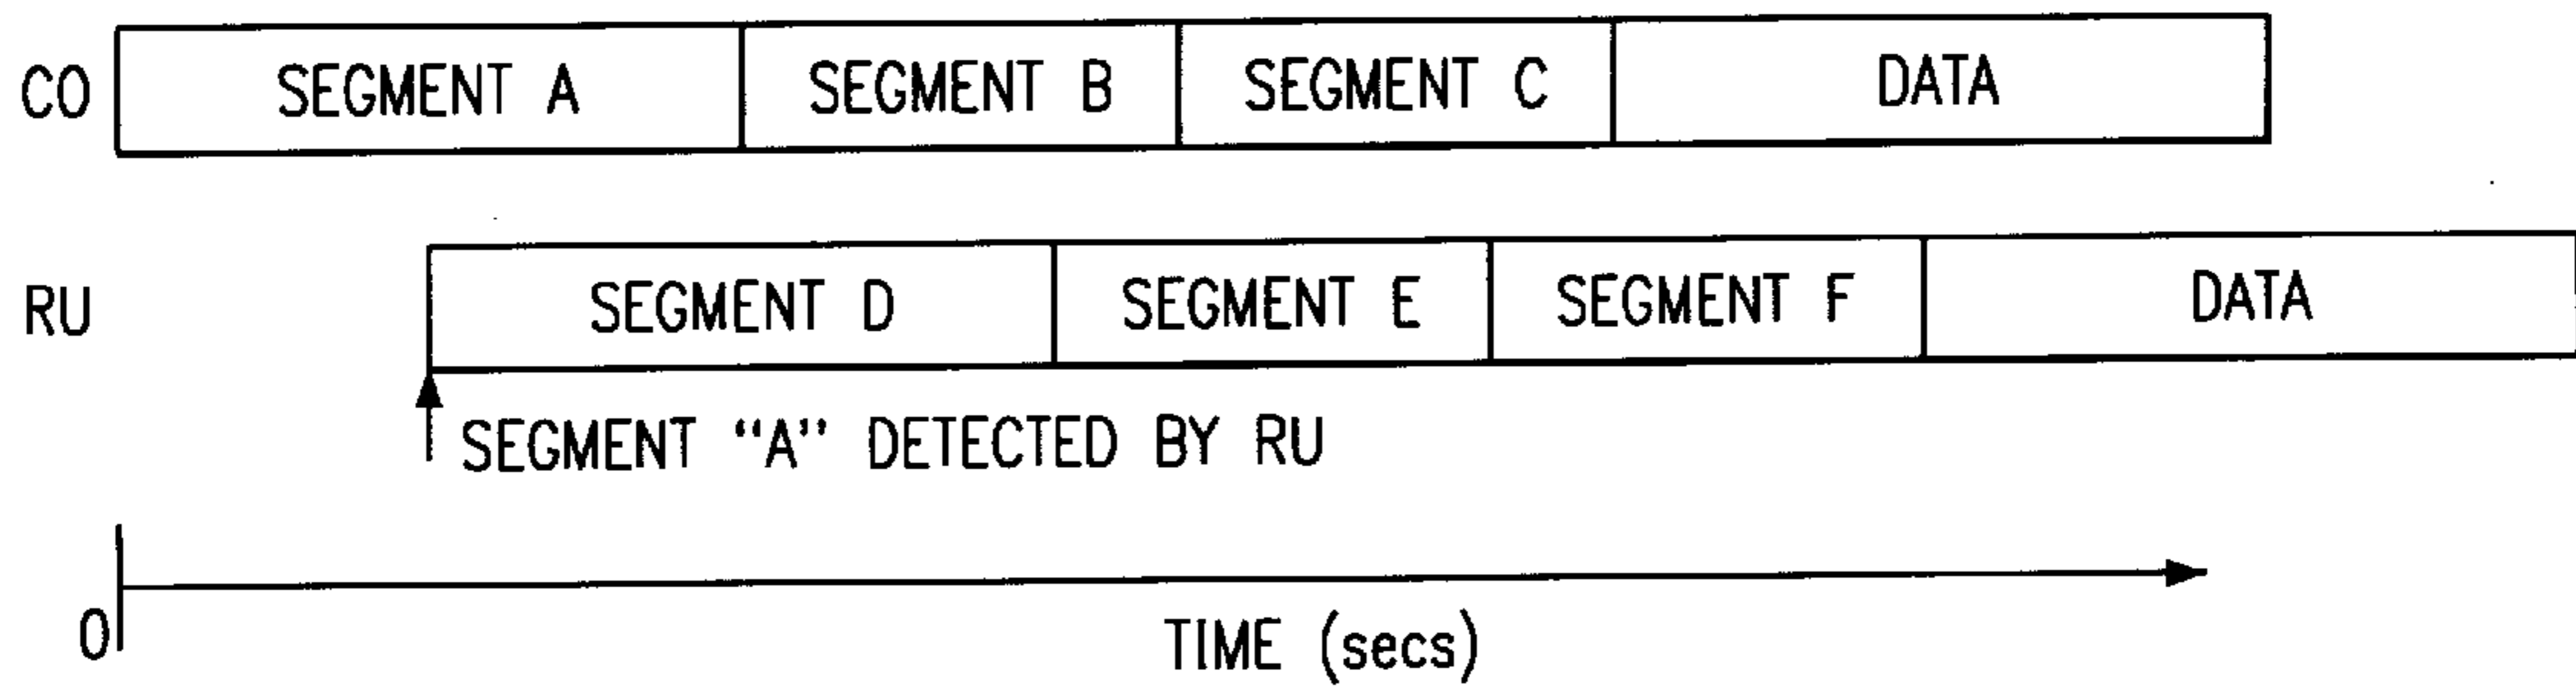 CO SEGMENT A SEGMENT B SEGMENT C DATA
RU SEGMENT D SEGMENT E SEGMENT F DATA
SEGMENT "A" DETECTED BY RU
0
TIME (secs)